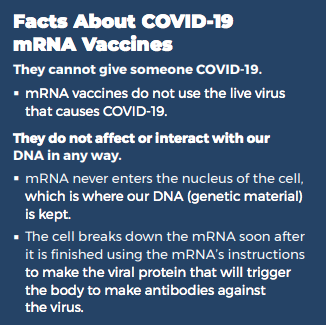 Facts About COVID-19
mRNA Vaccines
They cannot give someone COVID-19.
▪ mRNA vaccines do not use the live virus
that causes COVID-19.
They do not affect or interact with our
DNA in any way.
▪ mRNA never enters the nucleus of the cell,
which is where our DNA (genetic material)
is kept.
▪ The cell breaks down the mRNA soon after
it is finished using the mRNA's instructions
to make the viral protein that will trigger
the body to make antibodies against
the virus.